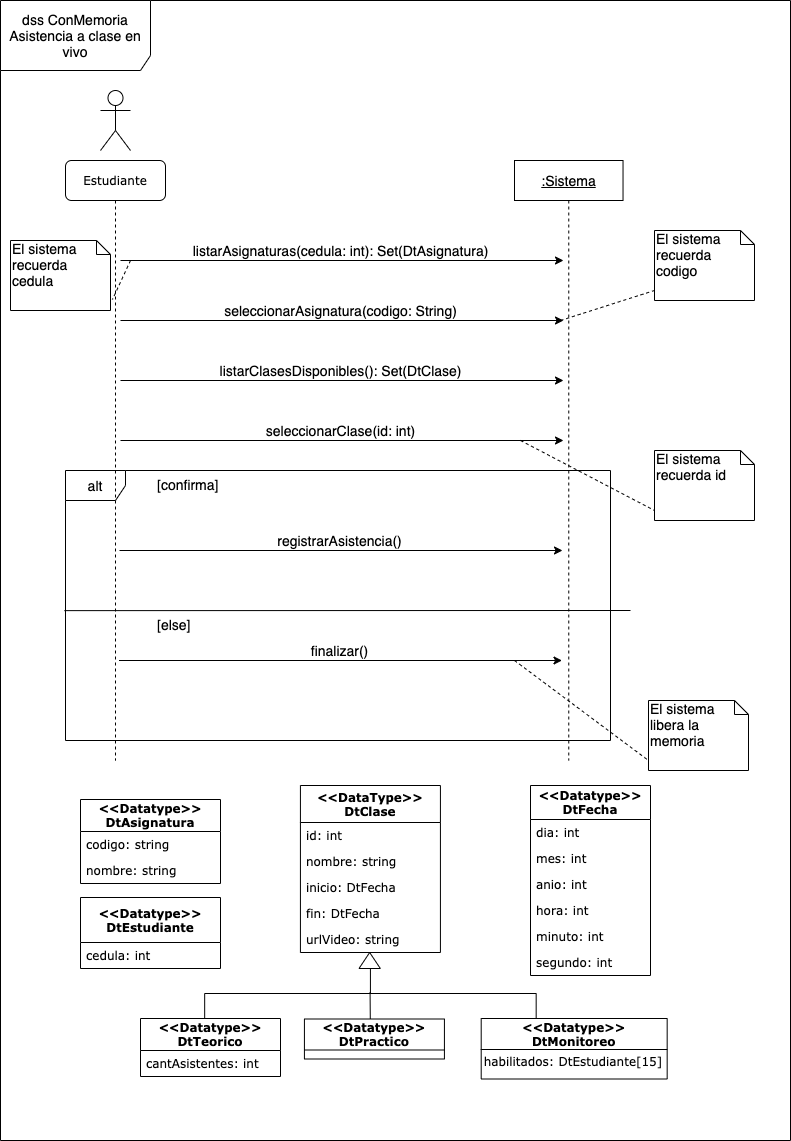 dss ConMemoria
Asistencia a clase en
vivo
Estudiante
:Sistema
El sistema
recuerda
cedula
listarAsignaturas(cedula: int): Set(DtAsignatura)
El sistema
recuerda
codigo
seleccionarAsignatura(codigo: String)
listarClasesDisponibles(): Set(DtClase)
seleccionarClase(id: int)
El sistema
recuerda id
alt
[confirma]
registrarAsistencia()
[else]
finalizar()
El sistema
libera la
memoria
<<Datatype>>
DtAsignatura
codigo: string
nombre: string
<<Datatype>>
DtEstudiante
cedula: int
<<DataType>>
DtClase
id: int
nombre: string
inicio: DtFecha
fin: DtFecha
urlVideo: string
<<Datatype>>
DtFecha
dia: int
mes: int
anio: int
hora: int
minuto: int
segundo: int
<<Datatype>>
DtTeorico
cantAsistentes: int
<<Datatype>>
DtPractico
<<Datatype>>
DtMonitoreo
habilitados: DtEstudiante[15]